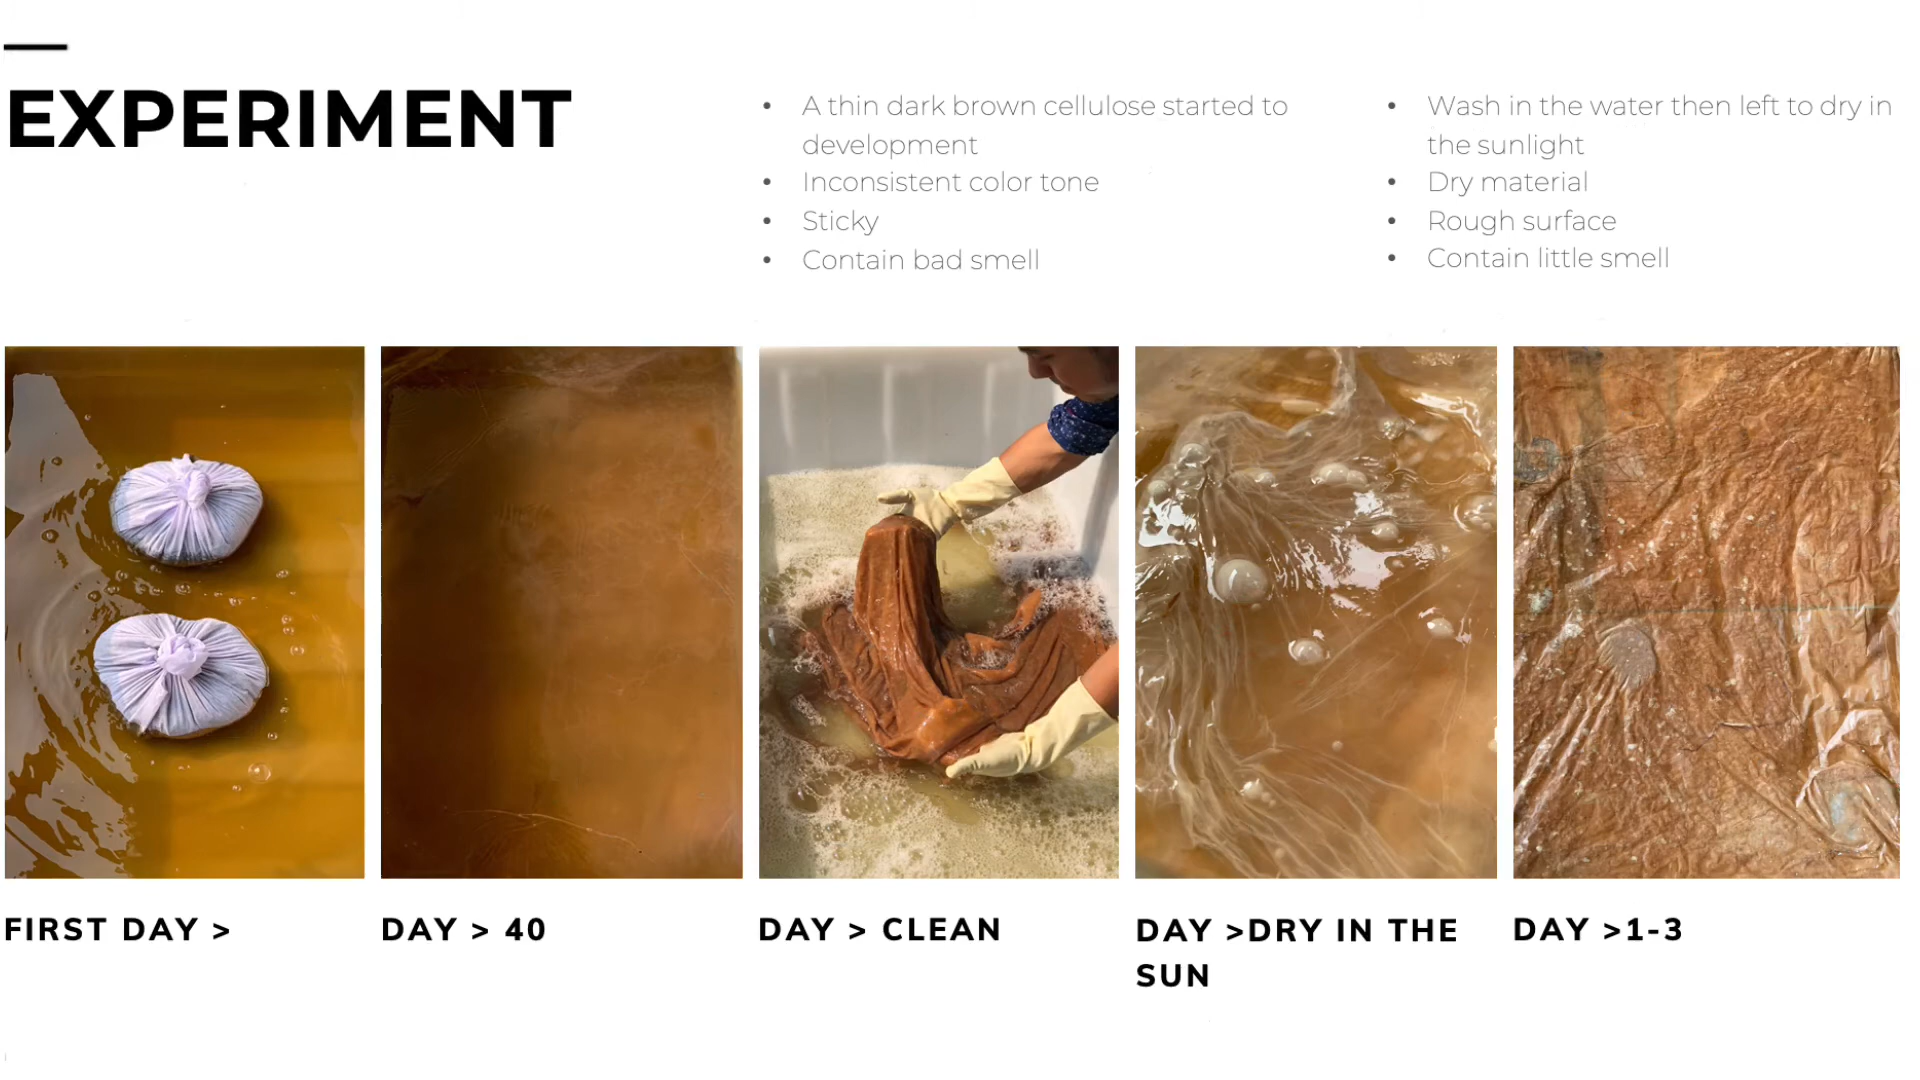 EXPERIMENT
• A thin dark brown cellulose started to
development
• Inconsistent color tone
• Sticky
• Contain bad smell
• Wash in the water then left to dry in
the sunlight
• Dry material
• Rough surface
• Contain little smell
FIRST DAY >
DAY > 40
DAY > CLEAN
DAY >DRY IN THE
SUN
DAY >1-3